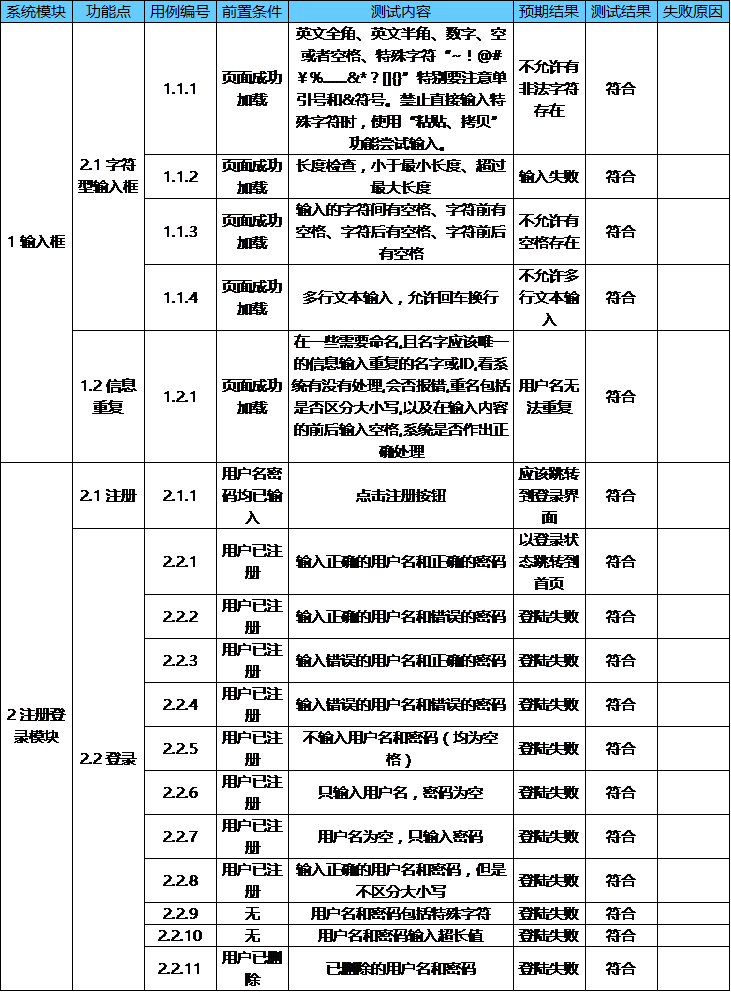 系统模块 功能点 用例编号 前置条件 测试内容 预期结果 测试结果 失败原因
1 输入框
2.1 字符
型输入框
1.1.1
页面成功
加载
英文全角、英文半角、数字、空
或者空格、特殊字符“~！@#
￥%……&*？[]{}”特别要注意单
引号和&符号。禁止直接输入特
殊字符时，使用“粘贴、拷贝”
功能尝试输入。
不允许有
非法字符
存在
符合
1.1.2
页面成功
加载
长度检查，小于最小长度、超过
最大长度
输入失败
符合
1.1.3
页面成功
加载
输入的字符间有空格、字符前有
空格、字符后有空格、字符前后
有空格
不允许有
空格存在
符合
1.1.4
页面成功
加载
多行文本输入，允许回车换行
不允许多
行文本输
入
符合
1.2 信息
重复
1.2.1
页面成功
加载
在一些需要命名,且名字应该唯一
的信息输入重复的名字或ID,看系
统有没有处理,会否报错,重名包括
是否区分大小写,以及在输入内容
的前后输入空格,系统是否作出正
确处理
用户名无
法重复
符合
2 注册登
录模块
2.1 注册
2.1.1
用户名密
码均已输
入
点击注册按钮
应该跳转
到登录界
面
符合
2.2 登录
2.2.1
用户已注
册
输入正确的用户名和正确的密码
以登录状
态跳转到
首页
符合
2.2.2
用户已注
册
输入正确的用户名和错误的密码
登陆失败
符合
2.2.3
用户已注
册
输入错误的用户名和正确的密码
登陆失败
符合
2.2.4
用户已注
册
输入错误的用户名和错误的密码
登陆失败
符合
2.2.5
用户已注
册
不输入用户名和密码（均为空
格）
登陆失败
符合
2.2.6
用户已注
册
只输入用户名，密码为空
登陆失败
符合
2.2.7
用户已注
册
用户名为空，只输入密码
登陆失败
符合
2.2.8
用户已注
册
输入正确的用户名和密码，但是
不区分大小写
登陆失败
符合
2.2.9 无 用户名和密码包括特殊字符 登陆失败 符合
2.2.10 无 用户名和密码输入超长值 登陆失败 符合
2.2.11
用户已删
除
已删除的用户名和密码
登陆失败
符合